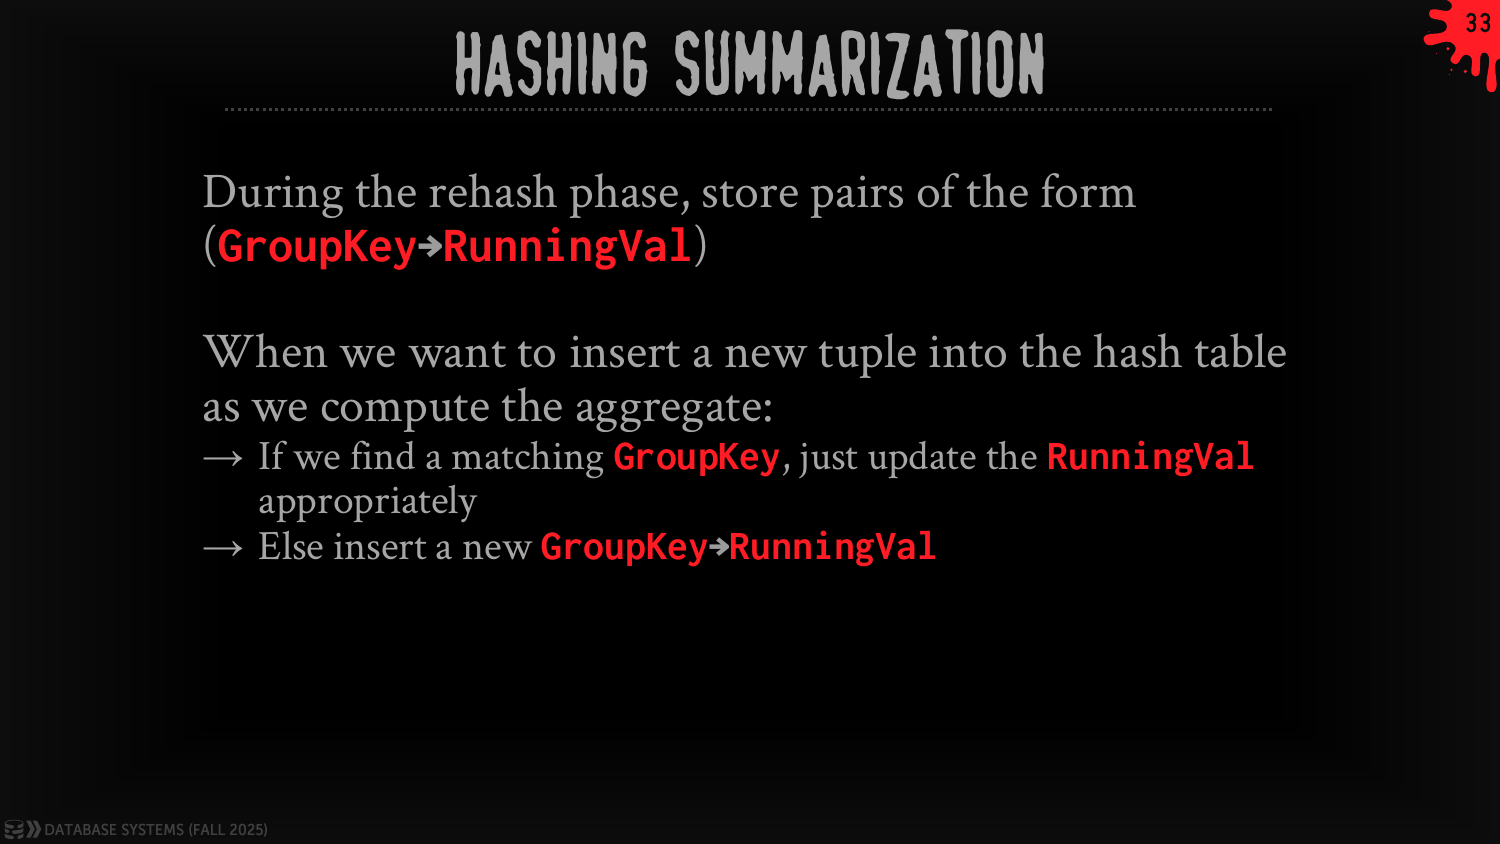 HASHING SUMMARIZATION
33
During the rehash phase, store pairs of the form
(GroupKey→RunningVal)
When we want to insert a new tuple into the hash table
as we compute the aggregate:
→ If we find a matching GroupKey, just update the RunningVal
appropriately
→ Else insert a new GroupKey→RunningVal
DATABASE SYSTEMS (FALL 2025)